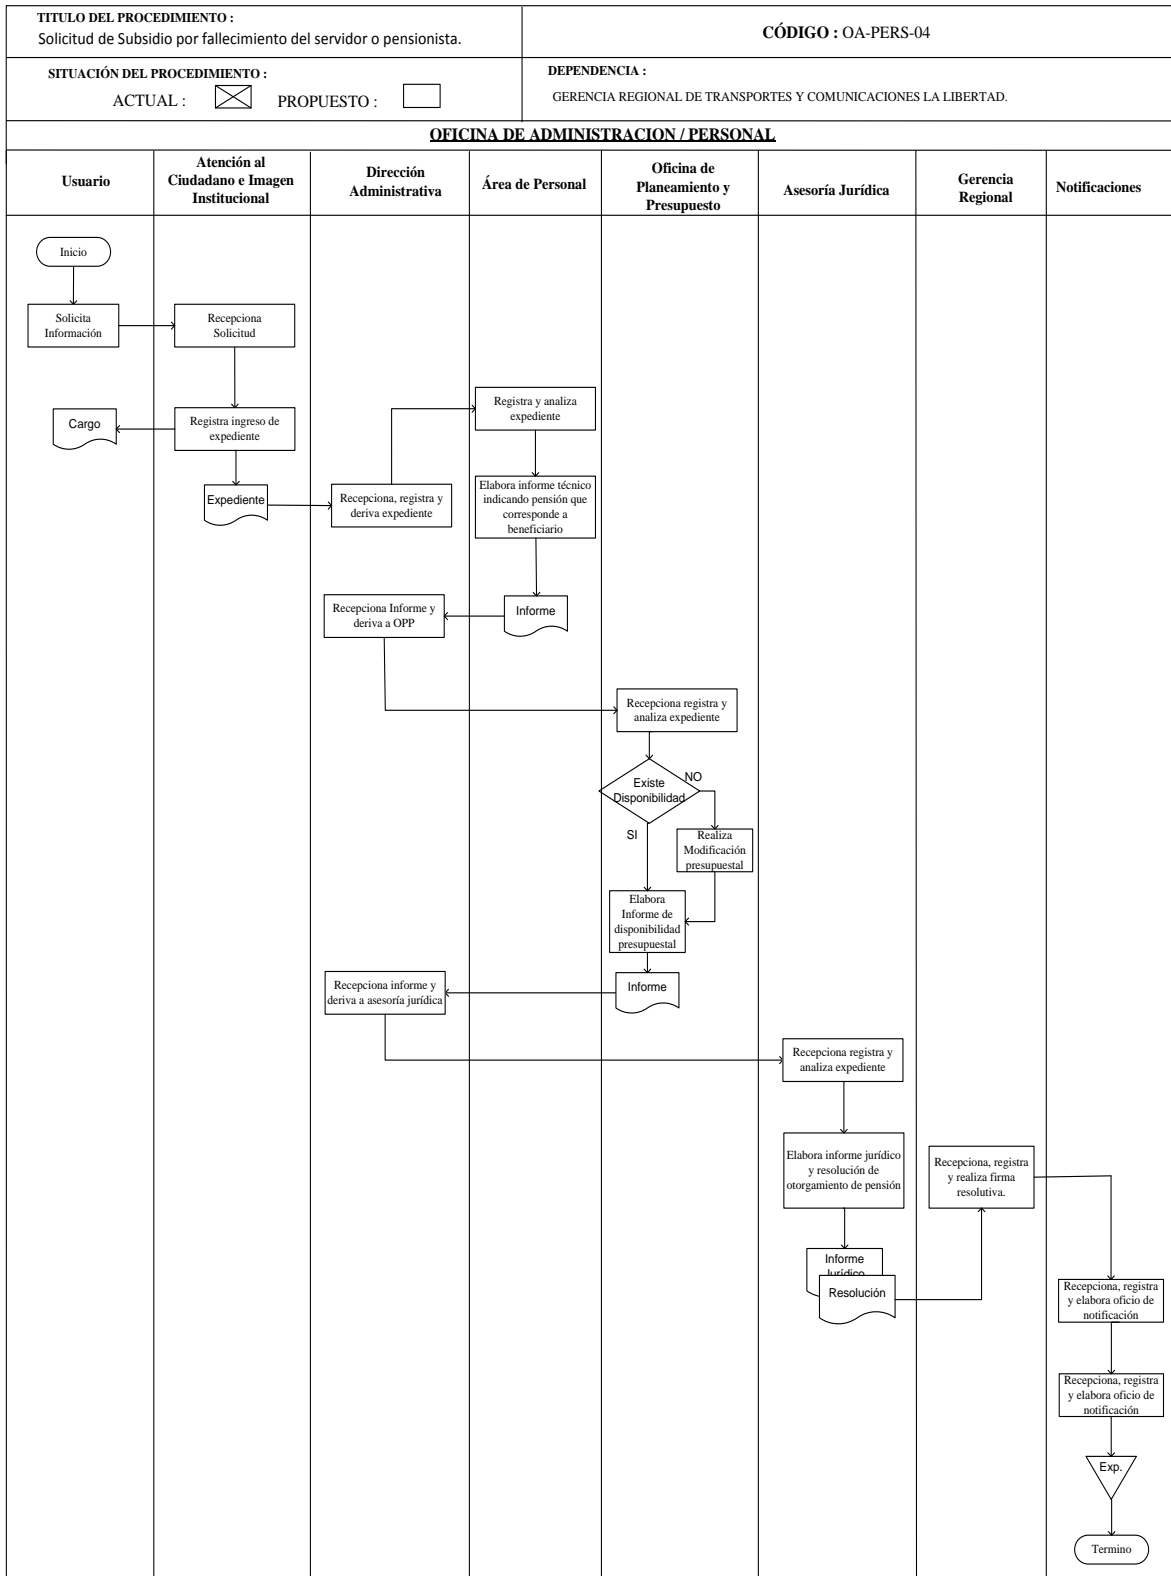 TITULO DEL PROCEDIMIENTO :
Solicitud de Subsidio por fallecimiento del servidor o pensionista.
CÓDIGO : OA-PERS-04
SITUACIÓN DEL PROCEDIMIENTO :
ACTUAL :
PROPUESTO :
DEPENDENCIA :
GERENCIA REGIONAL DE TRANSPORTES Y COMUNICACIONES LA LIBERTAD.
OFICINA DE ADMINISTRACION / PERSONAL
Usuario
Atención al
Ciudadano e Imagen
Institucional
Dirección
Administrativa
Área de Personal
Oficina de
Planeamiento y
Presupuesto
Asesoría Jurídica
Gerencia
Regional
Notificaciones
Inicio
Solicita
Información
Recepciona
Solicitud
Registra ingreso de
expediente
Cargo
Expediente
Recepciona, registra y
deriva expediente
Registra y analiza
expediente
Elabora informe técnico
indicando pensión que
corresponde a
beneficiario
Informe
Recepciona Informe y
deriva a OPP
Recepciona registra y
analiza expediente
Existe
Disponibilidad
NO
SI
Realiza
Modificación
presupuestal
Elabora
Informe de
disponibilidad
presupuestal
Informe
Recepciona informe y
deriva a asesoría jurídica
Recepciona registra y
analiza expediente
Elabora informe jurídico
y resolución de
otorgamiento de pensión
Informe
Jurídico
Resolución
Recepciona, registra
y realiza firma
resolutiva.
Recepciona, registra
y elabora oficio de
notificación
Recepciona, registra
y elabora oficio de
notificación
Exp.
Termino